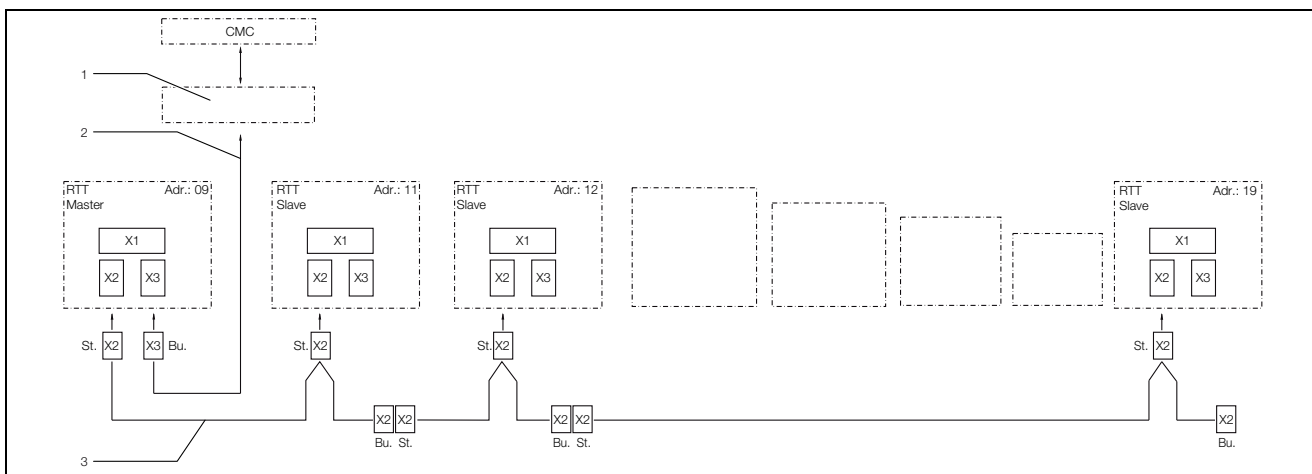 CMC
1
2
RTT Adr.: 09
Master
X1
X2 X3
RTT Adr.: 11
Slave
X1
X2 X3
RTT Adr.: 12
Slave
X1
X2 X3
RTT Adr.: 19
Slave
X1
X2 X3
St. X2 X3 Bu.
St. X2
St. X2
St. X2
X2 X2
Bu. St.
X2 X2
Bu. St.
X2
Bu.
3